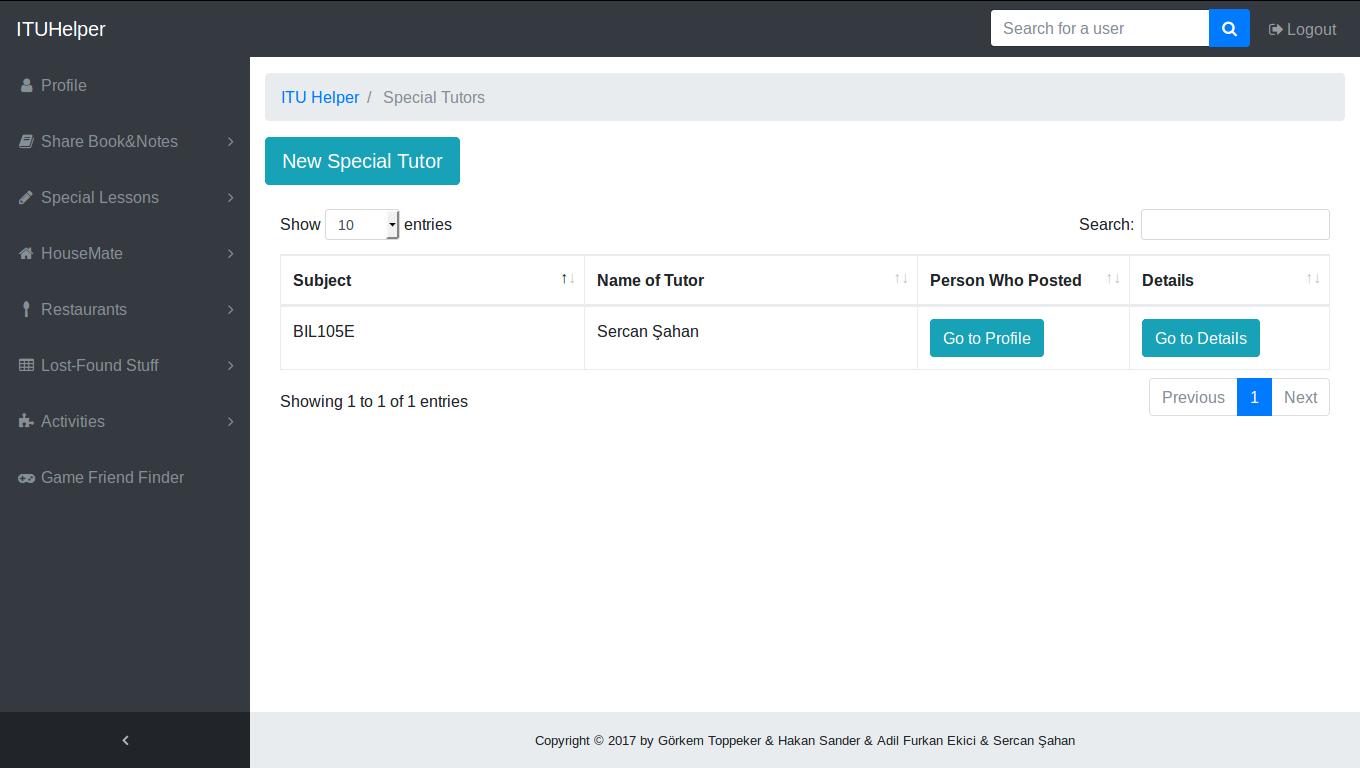 ITUHelper
Search for a user
Logout
Profile
Share Book&Notes
Special Lessons
HouseMate
Restaurants
Lost-Found Stuff
Activities
Game Friend Finder
ITU Helper / Special Tutors
New Special Tutor
Show 10 entries
Search:
Subject Name of Tutor Person Who Posted Details
BIL105E Sercan Şahan Go to Profile Go to Details
Showing 1 to 1 of 1 entries
Previous 1 Next
Copyright © 2017 by Görkem Toppeker & Hakan Sander & Adil Furkan Ekici & Sercan Şahan